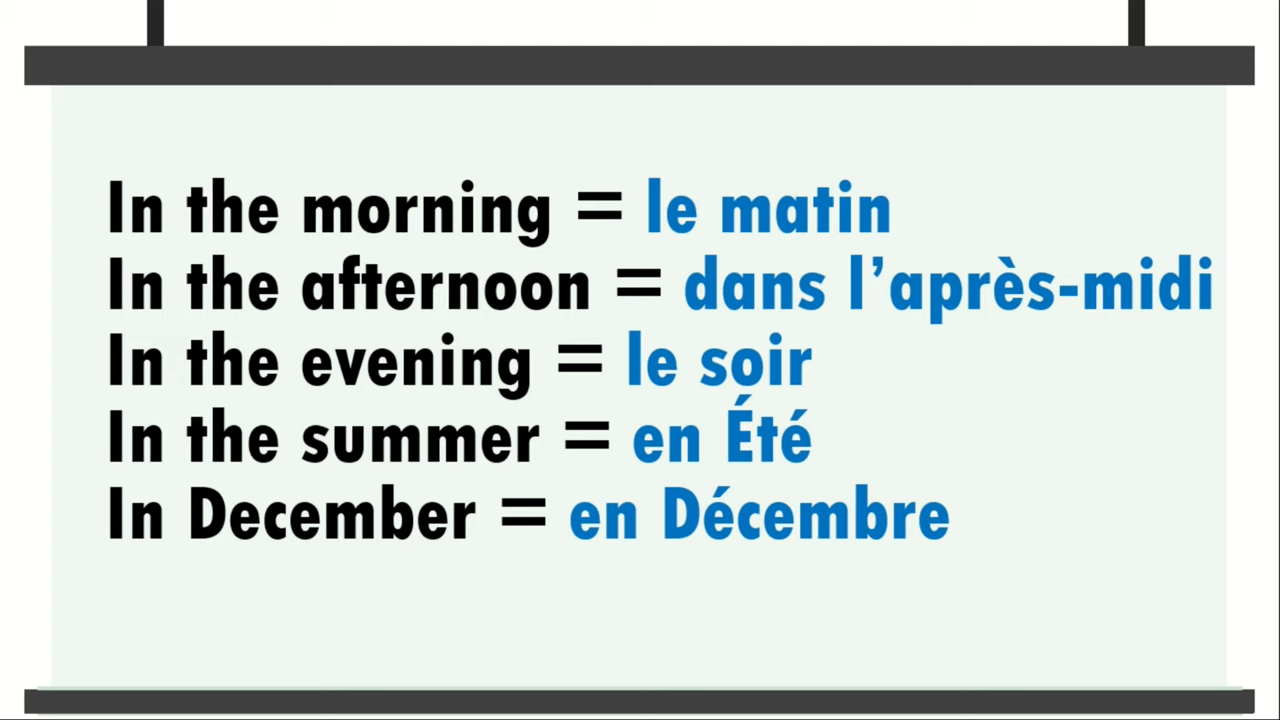 In the morning = le matin
In the afternoon = dans l’après-midi
In the evening = le soir
In the summer = en Été
In December = en Décembre